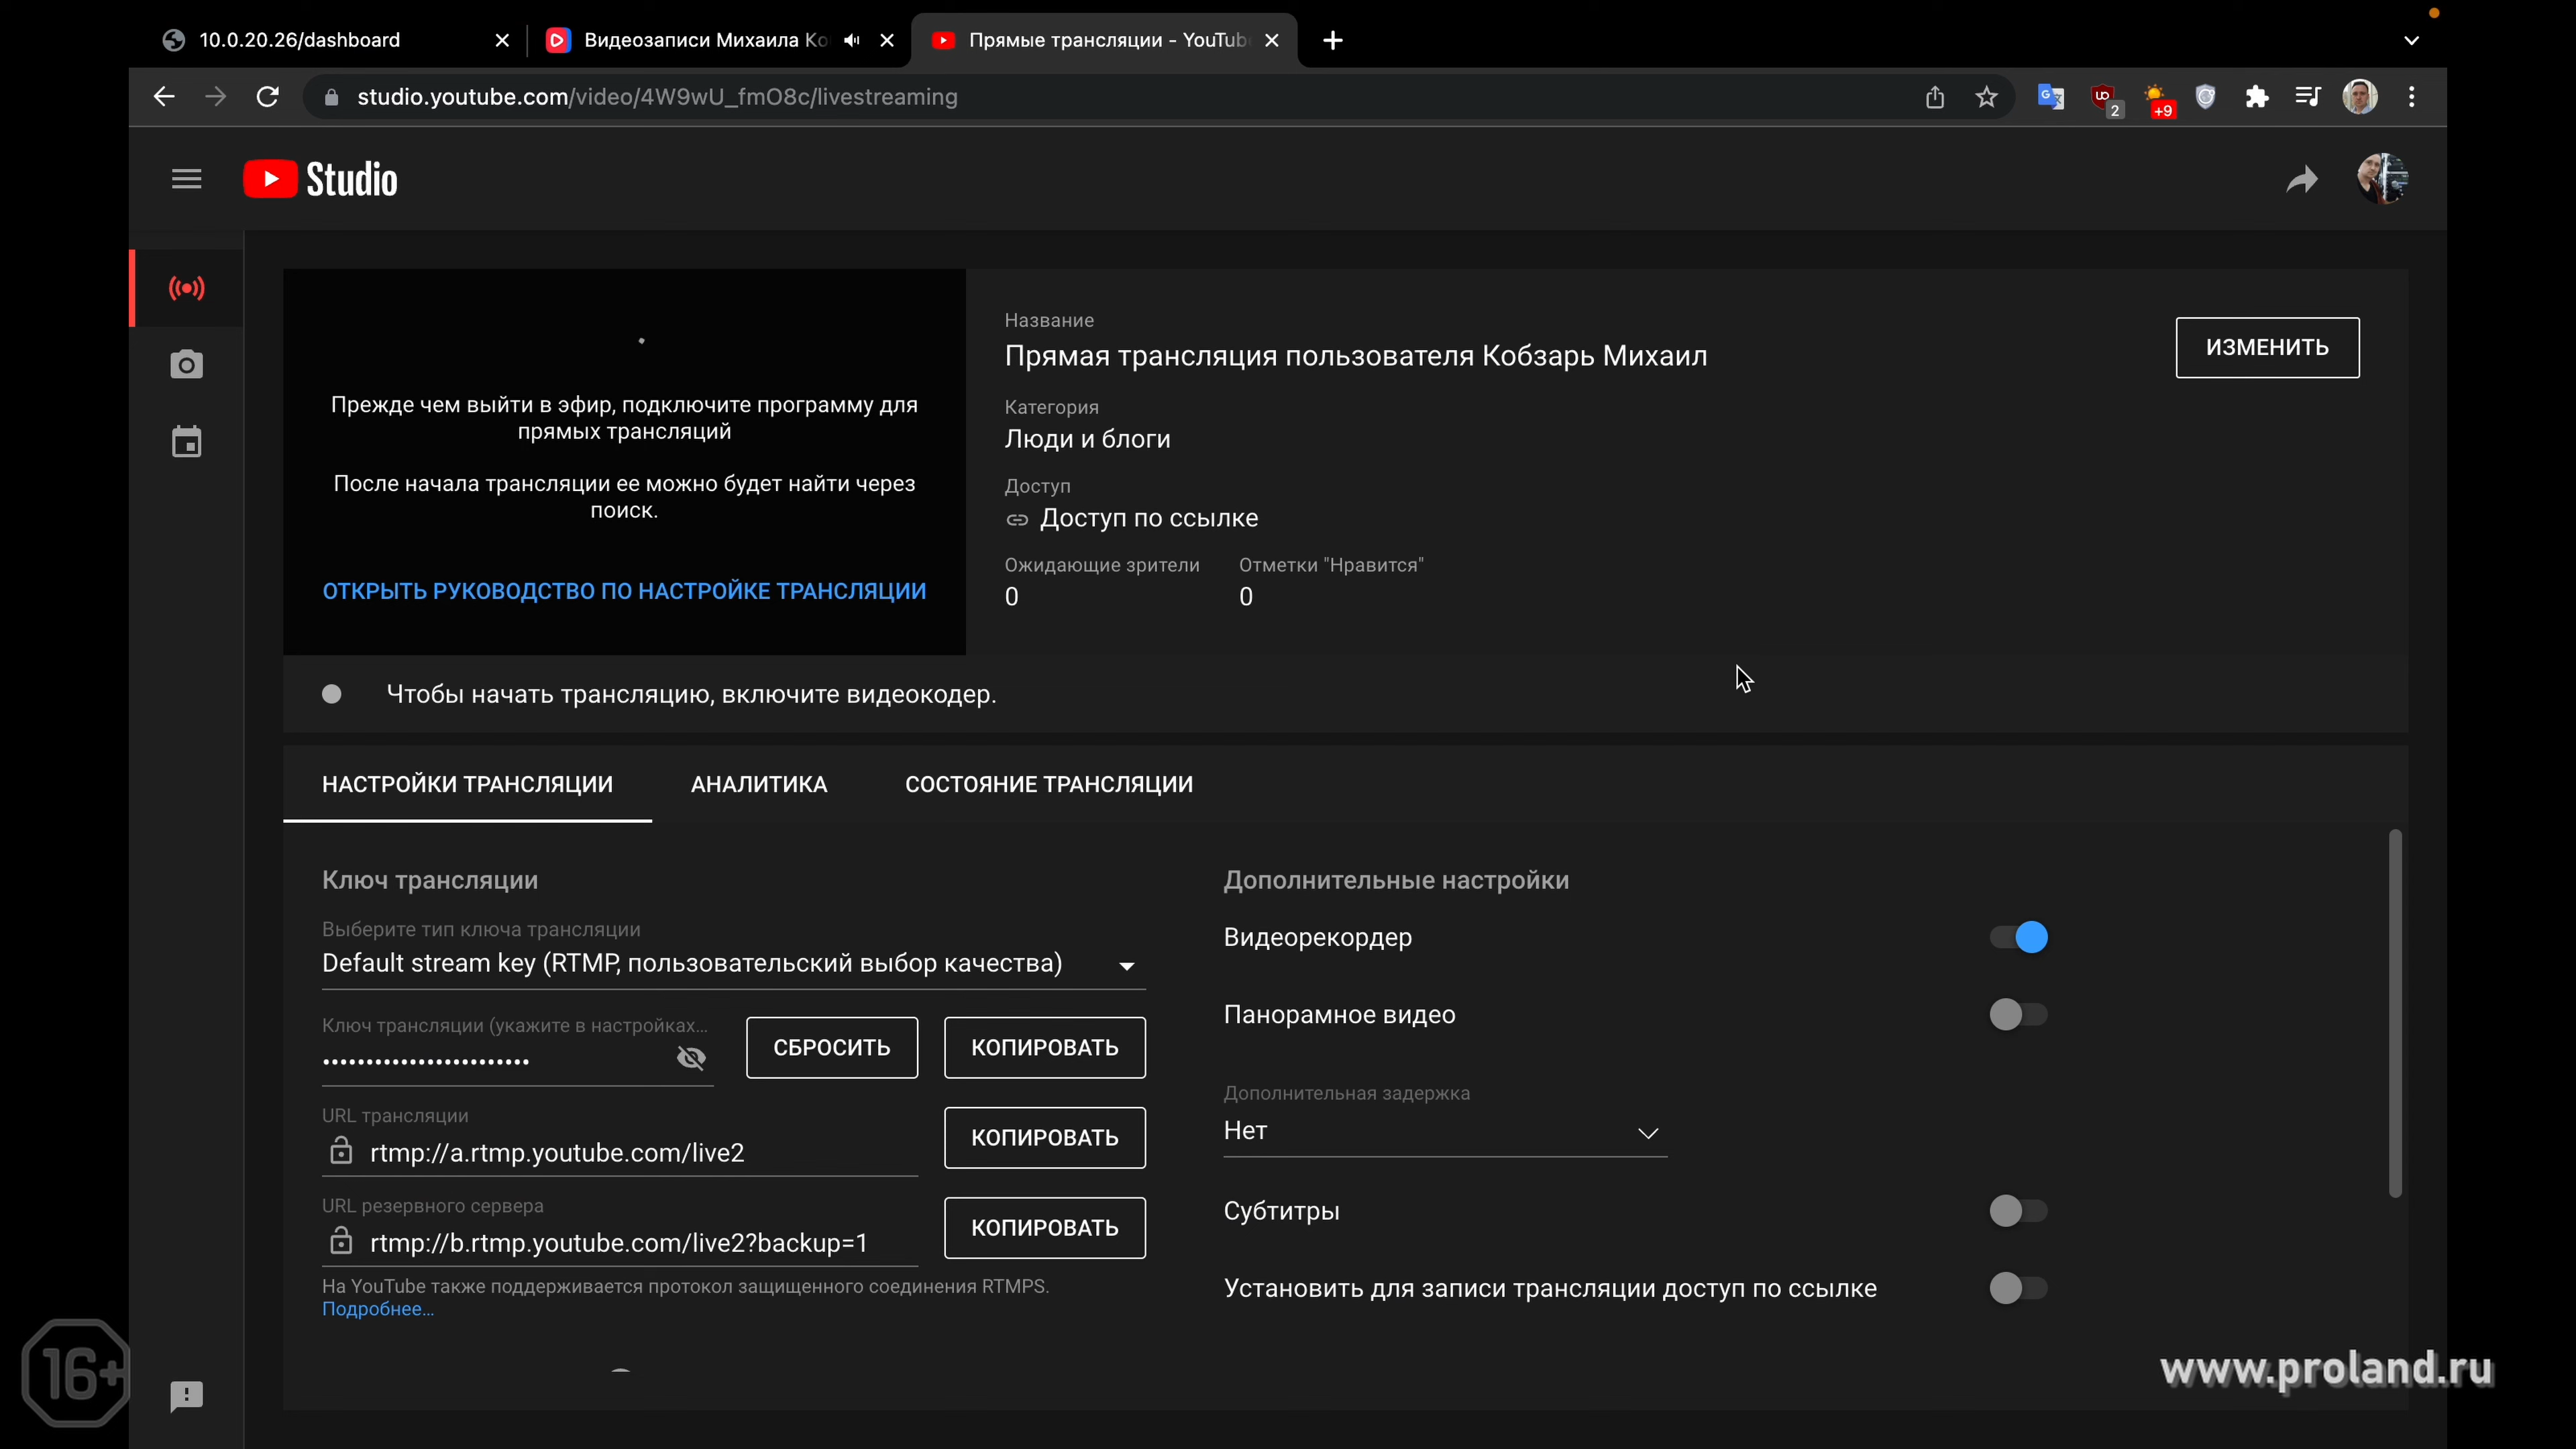 10.0.20.26/dashboard
Видеозаписи Михаила Ко
Прямые трансляции - YouTub
studio.youtube.com/video/4W9wU_fmO8c/livestreaming
2
+9
Studio
Прежде чем выйти в эфир, подключите программу для
прямых трансляций
После начала трансляции ее можно будет найти через
поиск.
ОТКРЫТЬ РУКОВОДСТВО ПО НАСТРОЙКЕ ТРАНСЛЯЦИИ
Название
Прямая трансляция пользователя Кобзарь Михаил
ИЗМЕНИТЬ
Категория
Люди и блоги
Доступ
Доступ по ссылке
Ожидающие зрители
Отметки "Нравится"
0
0
Чтобы начать трансляцию, включите видеокодер.
НАСТРОЙКИ ТРАНСЛЯЦИИ
АНАЛИТИКА
СОСТОЯНИЕ ТРАНСЛЯЦИИ
Ключ трансляции
Выберите тип ключа трансляции
Default stream key (RTMP, пользовательский выбор качества)
Ключ трансляции (укажите в настройках...
••••••••••••••••••••••••
СБРОСИТЬ
КОПИРОВАТЬ
URL трансляции
rtmp://a.rtmp.youtube.com/live2
КОПИРОВАТЬ
URL резервного сервера
rtmp://b.rtmp.youtube.com/live2?backup=1
КОПИРОВАТЬ
На YouTube также поддерживается протокол защищенного соединения RTMPS.
Подробнее...
Дополнительные настройки
Видеорекордер
Панорамное видео
Дополнительная задержка
Нет
Субтитры
Установить для записи трансляции доступ по ссылке
16+
www.proland.ru